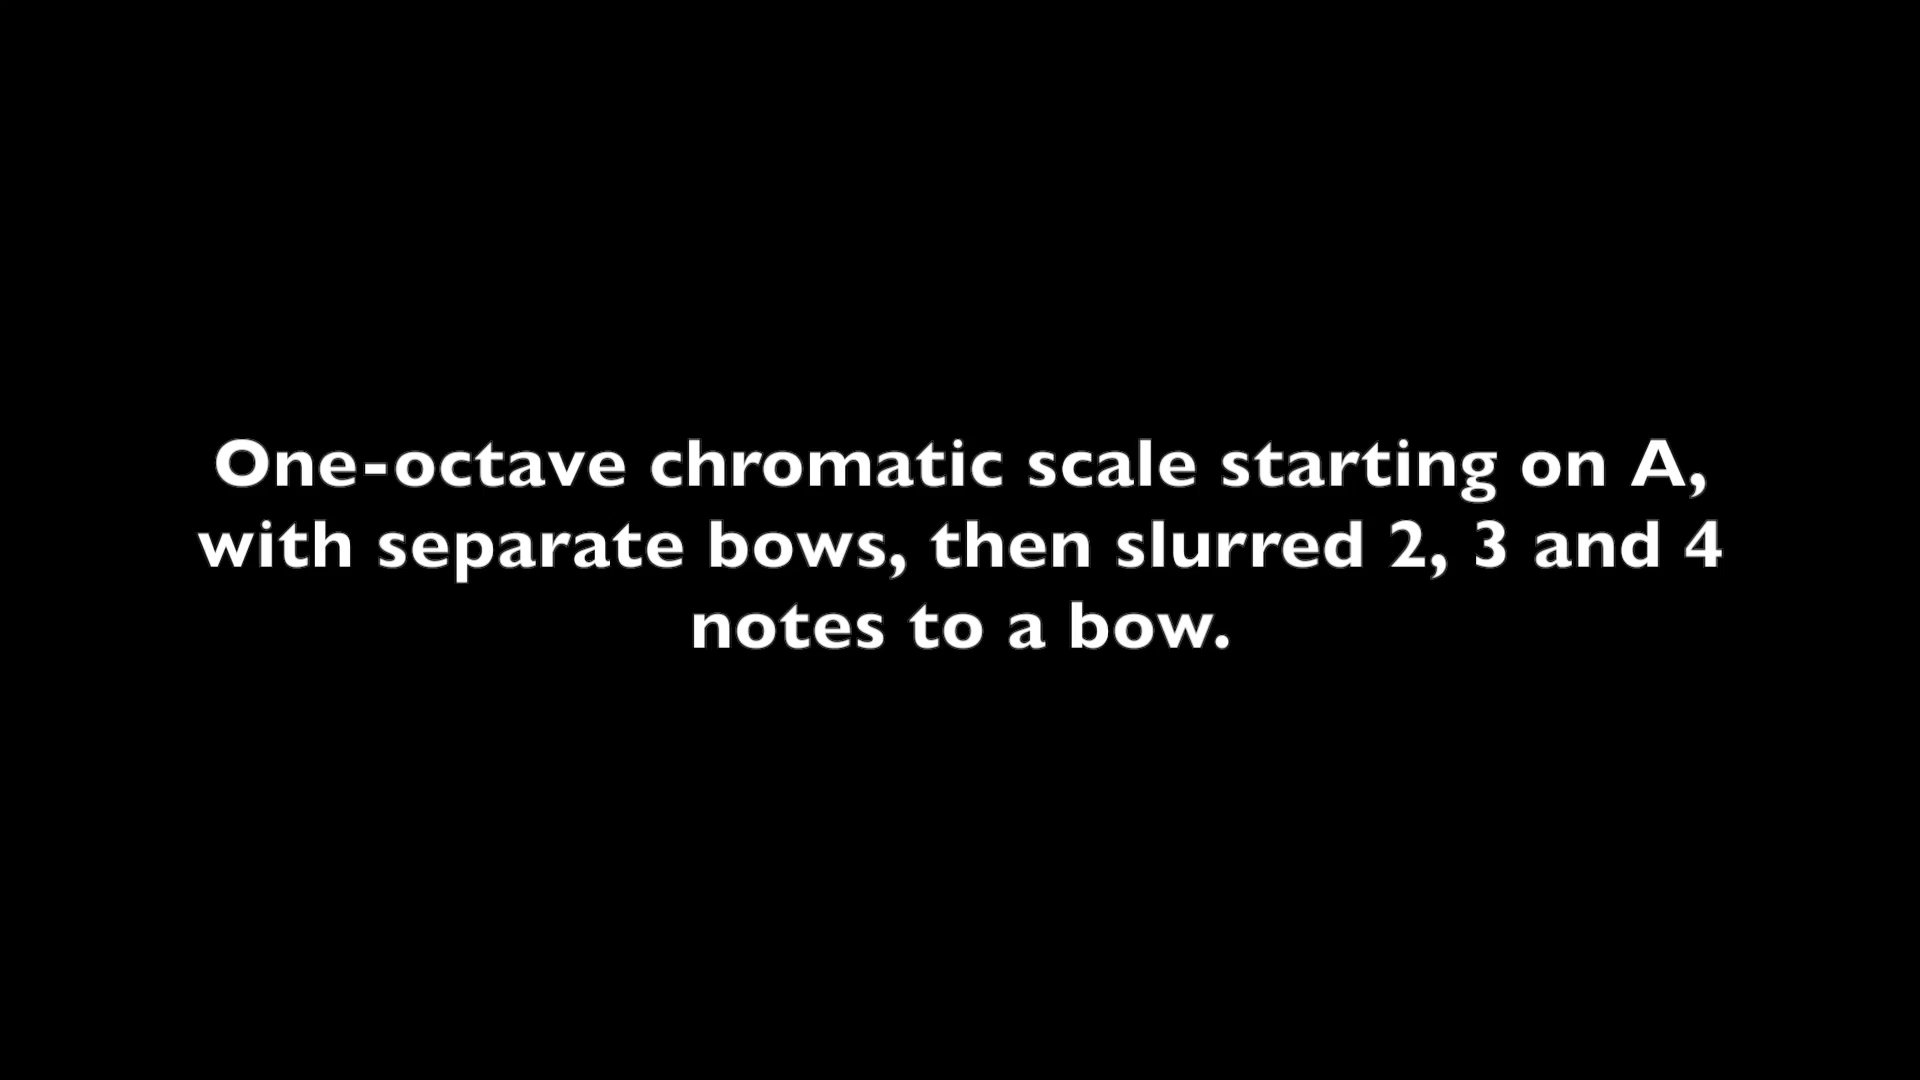 One-octave chromatic scale starting on A,
with separate bows, then slurred 2, 3 and 4
notes to a bow.